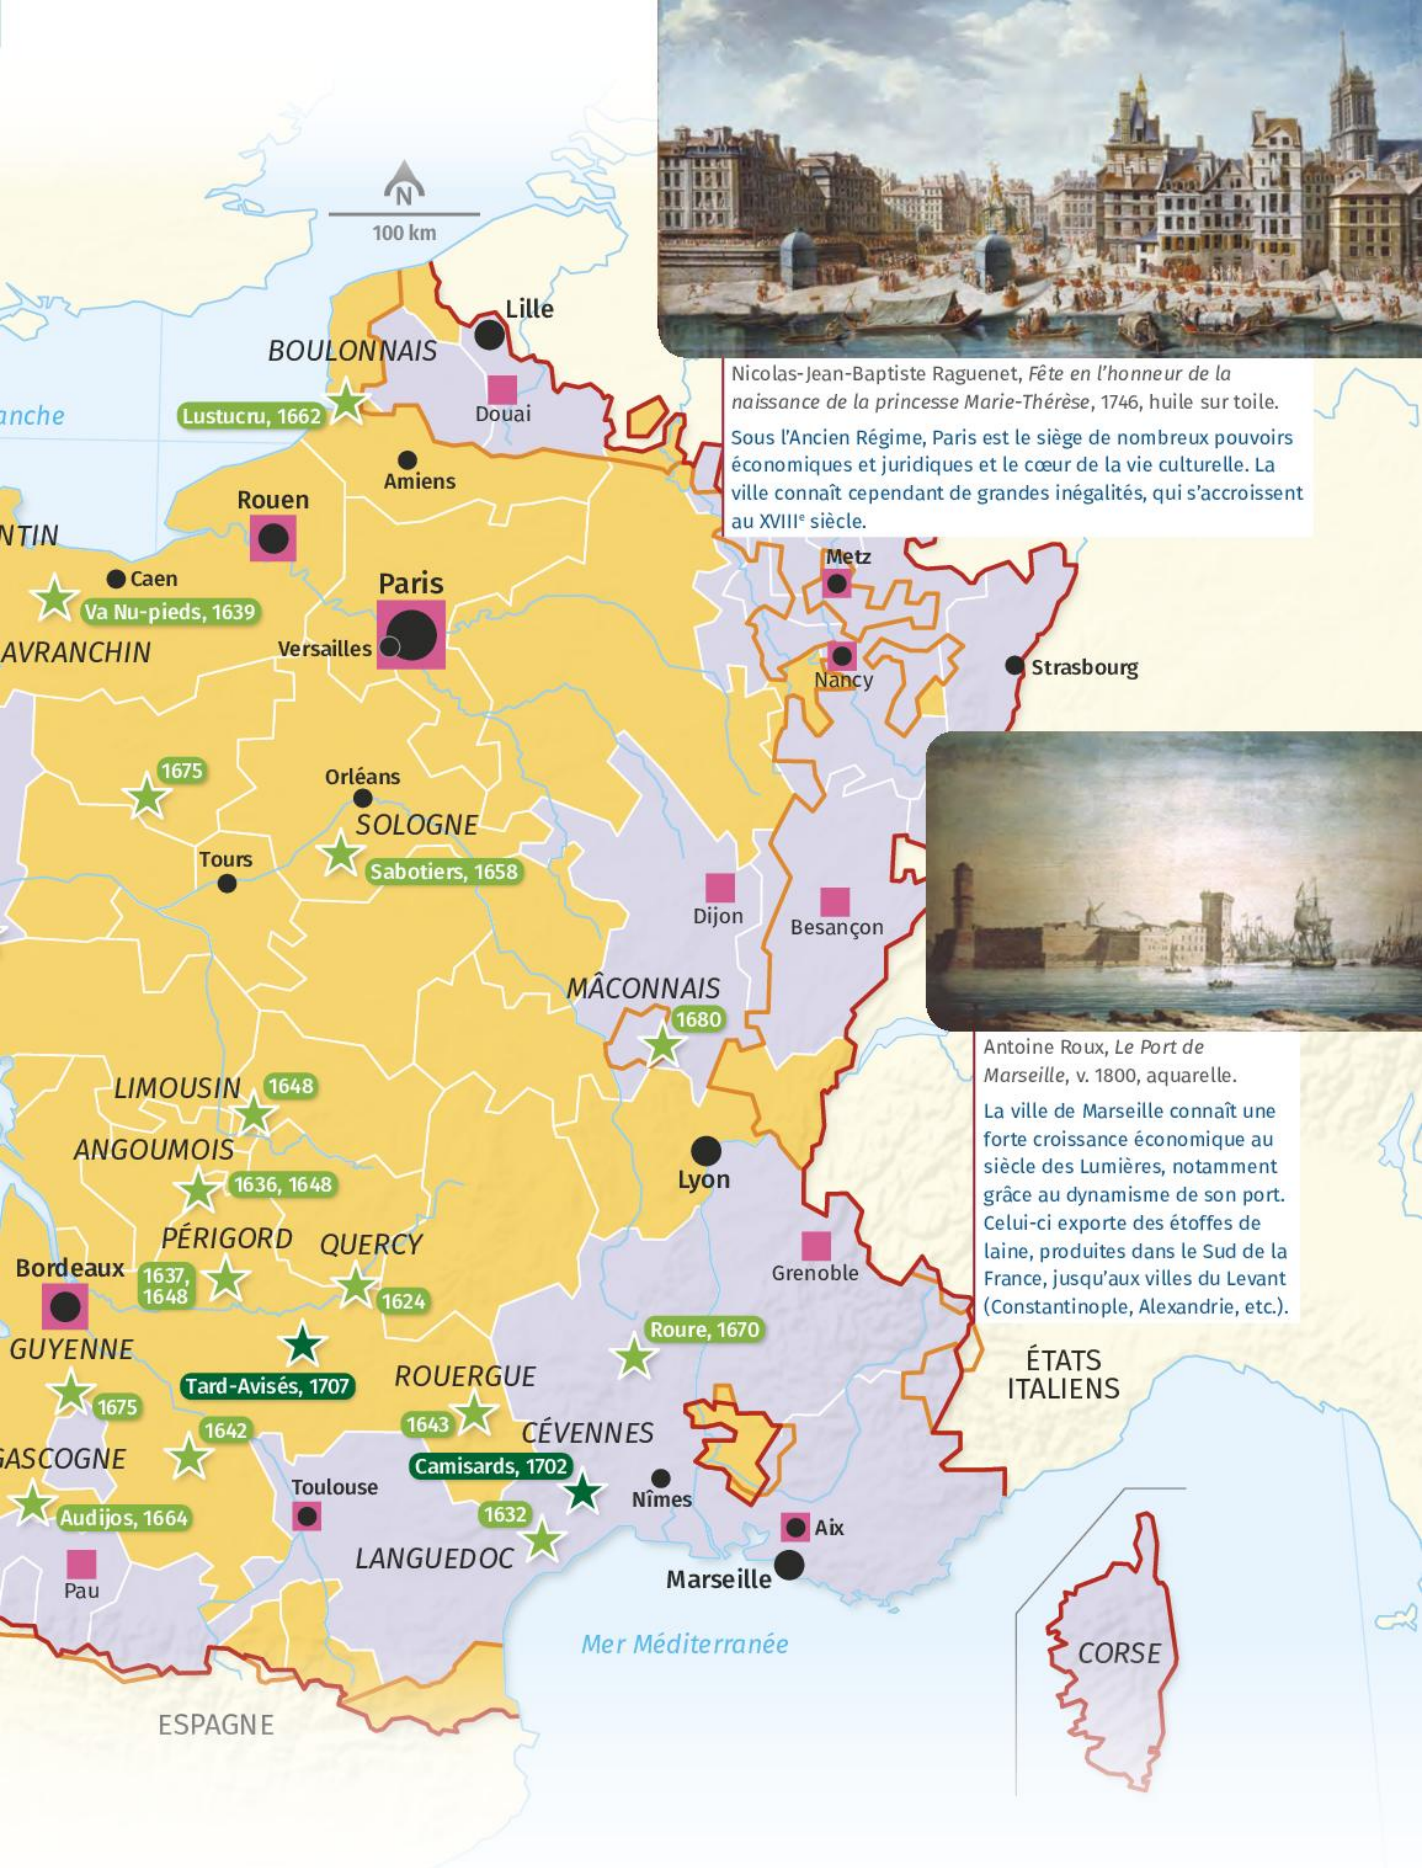 N
100 km
Lille
BOULONNAIS
Douai
Lustucru, 1662
anche
Amiens
Rouen
NTIN
Caen
Va Nu-pieds, 1639
AVRANCHIN
Paris
Versailles
Nicolas-Jean-Baptiste Raguenet, Fête en l'honneur de la
naissance de la princesse Marie-Thérèse, 1746, huile sur toile.
Sous l'Ancien Régime, Paris est le siège de nombreux pouvoirs
économiques et juridiques et le cœur de la vie culturelle. La
ville connaît cependant de grandes inégalités, qui s'accroissent
au XVIIIe siècle.
Metz
Nancy
Strasbourg
1675
Orléans
SOLOGNE
Tours
Sabotiers, 1658
Dijon
Besançon
MÂCONNAIS
1680
Antoine Roux, Le Port de
Marseille, v. 1800, aquarelle.
La ville de Marseille connaît une
forte croissance économique au
siècle des Lumières, notamment
grâce au dynamisme de son port.
Celui-ci exporte des étoffes de
laine, produites dans le Sud de la
France, jusqu'aux villes du Levant
(Constantinople, Alexandrie, etc.).
LIMOUSIN
1648
ANGOUMOIS
1636, 1648
Lyon
PÉRIGORD
QUERCY
Bordeaux
1637,
1648
1624
Grenoble
GUYENNE
Roure, 1670
Tard-Avisés, 1707
ROUERGUE
1675
1643
1642
CÉVENNES
GASCOGNE
Camisards, 1702
Toulouse
Nîmes
Audijos, 1664
1632
Aix
LANGUEDOC
Marseille
Pau
ÉTATS
ITALIENS
Mer Méditerranée
CORSE
ESPAGNE